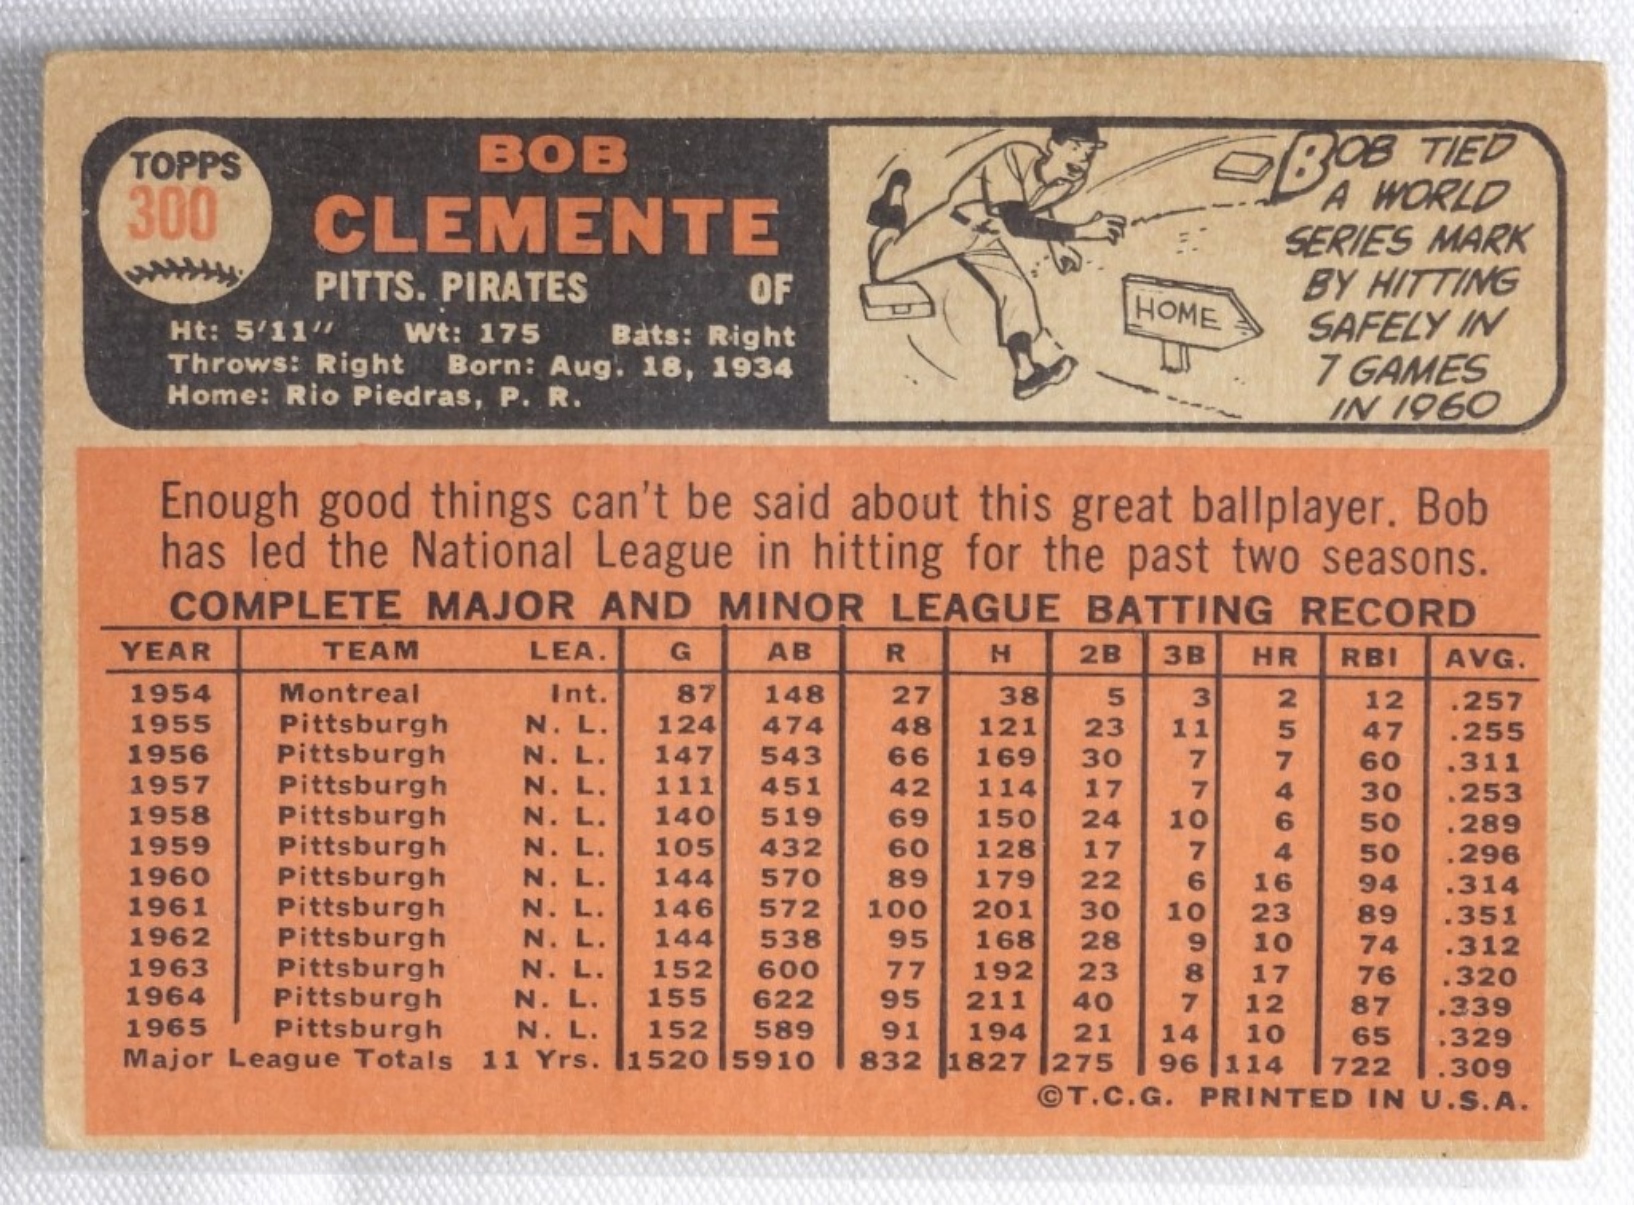 TOPPS
300
BOB
CLEMENTE
PITTS. PIRATES OF
Ht: 5'11" Wt: 175 Bats: Right
Throws: Right Born: Aug. 18, 1934
Home: Rio Piedras, P. R.
HOME
BOB TIED
A WORLD
SERIES MARK
BY HITTING
SAFELY IN
7 GAMES
IN 1960
Enough good things can't be said about this great ballplayer. Bob
has led the National League in hitting for the past two seasons.
COMPLETE MAJOR AND MINOR LEAGUE BATTING RECORD
YEAR TEAM LEA. G AB R H 2B 3B HR RBI AVG.
1954 Montreal Int. 87 148 27 38 5 3 2 12 .257
1955 Pittsburgh N. L. 124 474 48 121 23 11 5 47 .255
1956 Pittsburgh N. L. 147 543 66 169 30 7 7 60 .311
1957 Pittsburgh N. L. 111 451 42 114 17 7 4 30 .253
1958 Pittsburgh N. L. 140 519 69 150 24 10 6 50 .289
1959 Pittsburgh N. L. 105 432 60 128 17 7 4 50 .296
1960 Pittsburgh N. L. 144 570 89 179 22 6 16 94 .314
1961 Pittsburgh N. L. 146 572 100 201 30 10 23 89 .351
1962 Pittsburgh N. L. 144 538 95 168 28 9 10 74 .312
1963 Pittsburgh N. L. 152 600 77 192 23 8 17 76 .320
1964 Pittsburgh N. L. 155 622 95 211 40 7 12 87 .339
1965 Pittsburgh N. L. 152 589 91 194 21 14 10 65 .329
Major League Totals 11 Yrs. 1520 5910 832 1827 275 96 114 722 .309
©T.C.G. PRINTED IN U.S.A.